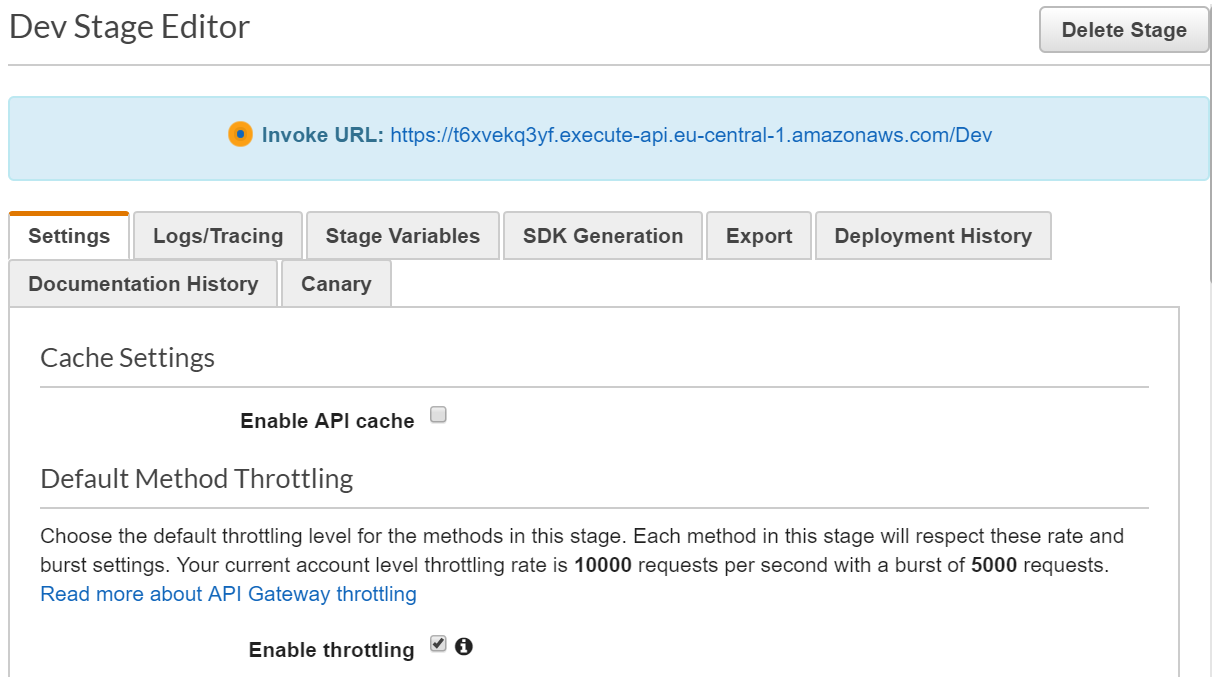 Dev Stage Editor
Delete Stage
Invoke URL: https://t6xvekq3yf.execute-api.eu-central-1.amazonaws.com/Dev
Settings Logs/Tracing Stage Variables SDK Generation Export Deployment History
Documentation History Canary
Cache Settings
Enable API cache
Default Method Throttling
Choose the default throttling level for the methods in this stage. Each method in this stage will respect these rate and
burst settings. Your current account level throttling rate is 10000 requests per second with a burst of 5000 requests.
Read more about API Gateway throttling
Enable throttling